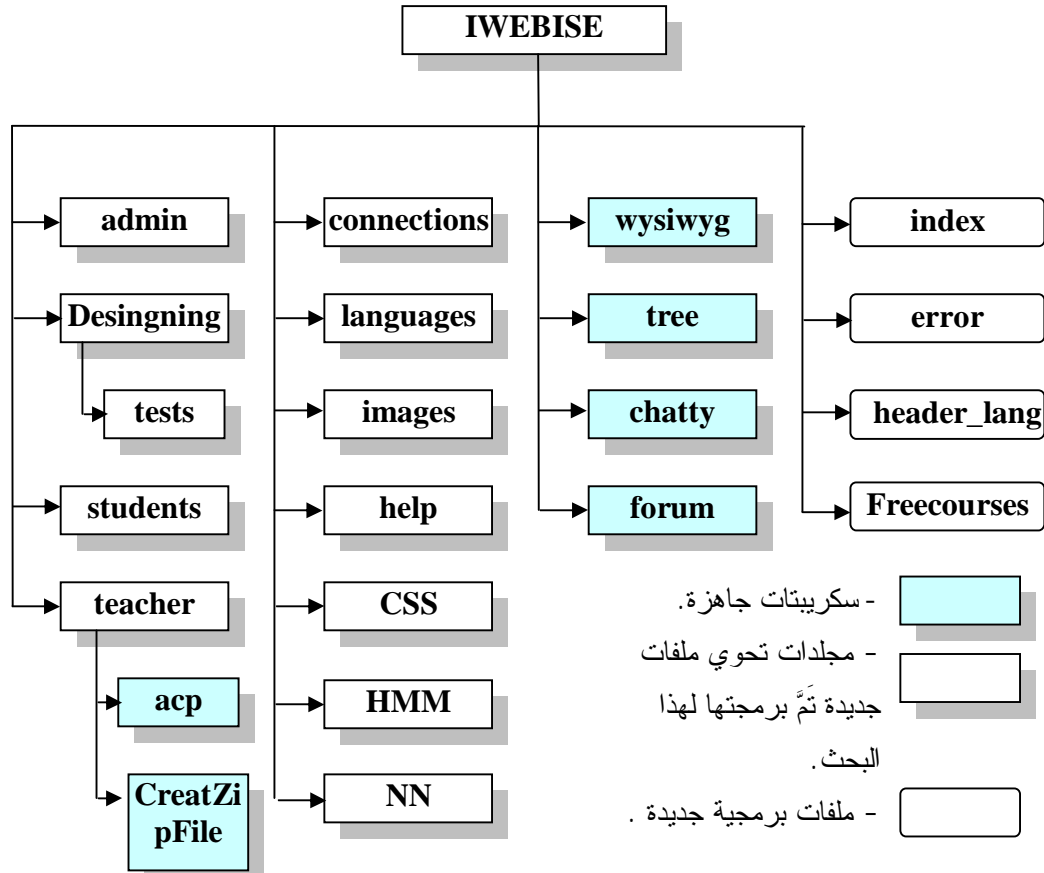 IWEBISE
admin
Desingning
tests
students
teacher
acp
CreatZi
pFile
connections
languages
images
help
CSS
HMM
NN
wysiwyg
tree
chatty
forum
index
error
header_lang
Freecourses
- سكريبتات جاهزة.
- مجلدات تحوي ملفات
جديدة تَمَّ برمجتها لهذا
البحث.
- ملفات برمجية جديدة .